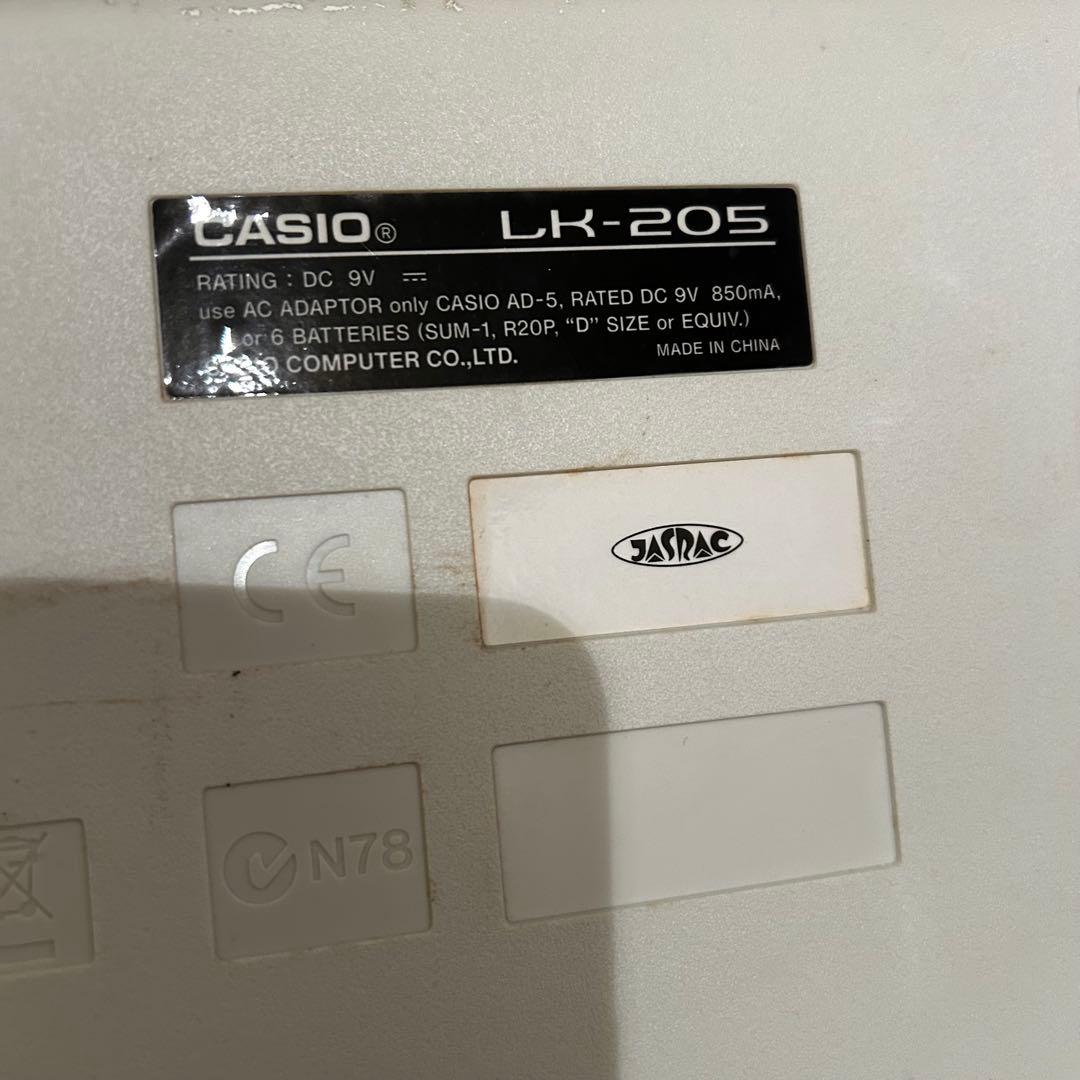 CASIO® LK-205
RATING : DC 9V ⎓
use AC ADAPTOR only CASIO AD-5, RATED DC 9V 850mA,
or 6 BATTERIES (SUM-1, R20P, “D” SIZE or EQUIV.)
COMPUTER CO.,LTD. MADE IN CHINA
CE
JASRAC
N78